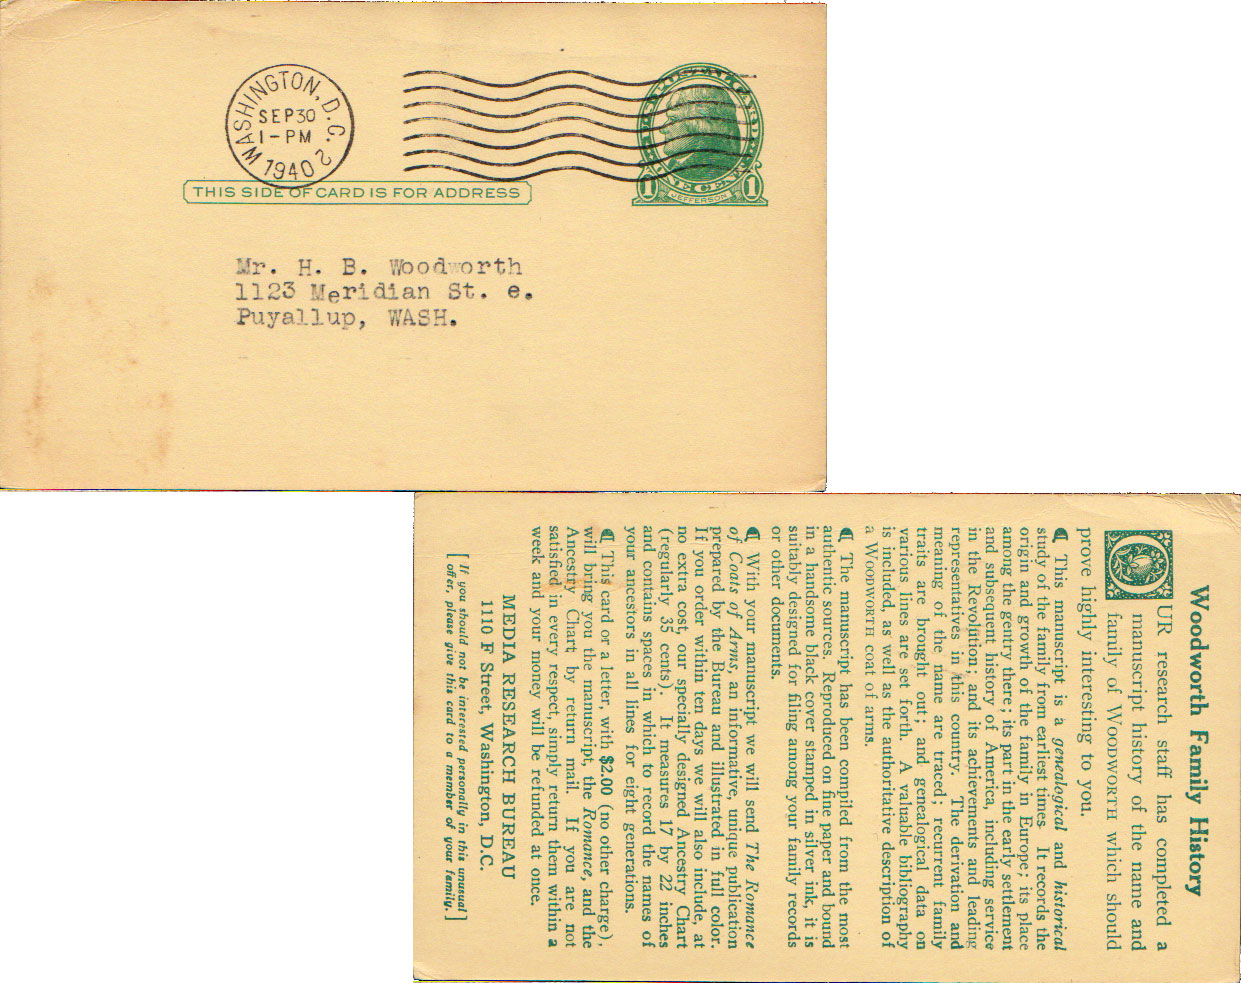 WASHINGTON, D.C. 2
SEP 30
1-PM
1940
THIS SIDE OF CARD IS FOR ADDRESS
1 JEFFERSON 1
Mr. H. B. Woodworth
1123 Meridian St. e.
Puyallup, WASH.
Woodworth Family History
OUR research staff has completed a
manuscript history of the name and
family of WOODWORTH which should
prove highly interesting to you.
¶ This manuscript is a genealogical and historical
study of the family from earliest times. It records the
origin and growth of the family in Europe; its place
among the gentry there; its part in the early settlement
and subsequent history of America, including service
in the Revolution; and its achievements and leading
representatives in this country. The derivation and
meaning of the name are traced; recurrent family
traits are brought out; and genealogical data on
various lines are set forth. A valuable bibliography
is included, as well as the authoritative description of
a WOODWORTH coat of arms.
¶ The manuscript has been compiled from the most
authentic sources. Reproduced on fine paper and bound
in a handsome black cover stamped in silver ink, it is
suitably designed for filing among your family records
or other documents.
¶ With your manuscript we will send The Romance
of Coats of Arms, an informative, unique publication
prepared by the Bureau and illustrated in full color.
If you order within ten days we will also include, at
no extra cost, our specially designed Ancestry Chart
(regularly 35 cents). It measures 17 by 22 inches
and contains spaces in which to record the names of
your ancestors in all lines for eight generations.
¶ This card or a letter, with $2.00 (no other charge),
will bring you the manuscript, the Romance, and the
Ancestry Chart by return mail. If you are not
satisfied in every respect, simply return them within a
week and your money will be refunded at once.
MEDIA RESEARCH BUREAU
1110 F Street, Washington, D.C.
[If you should not be interested personally in this unusual
offer, please give this card to a member of your family.]